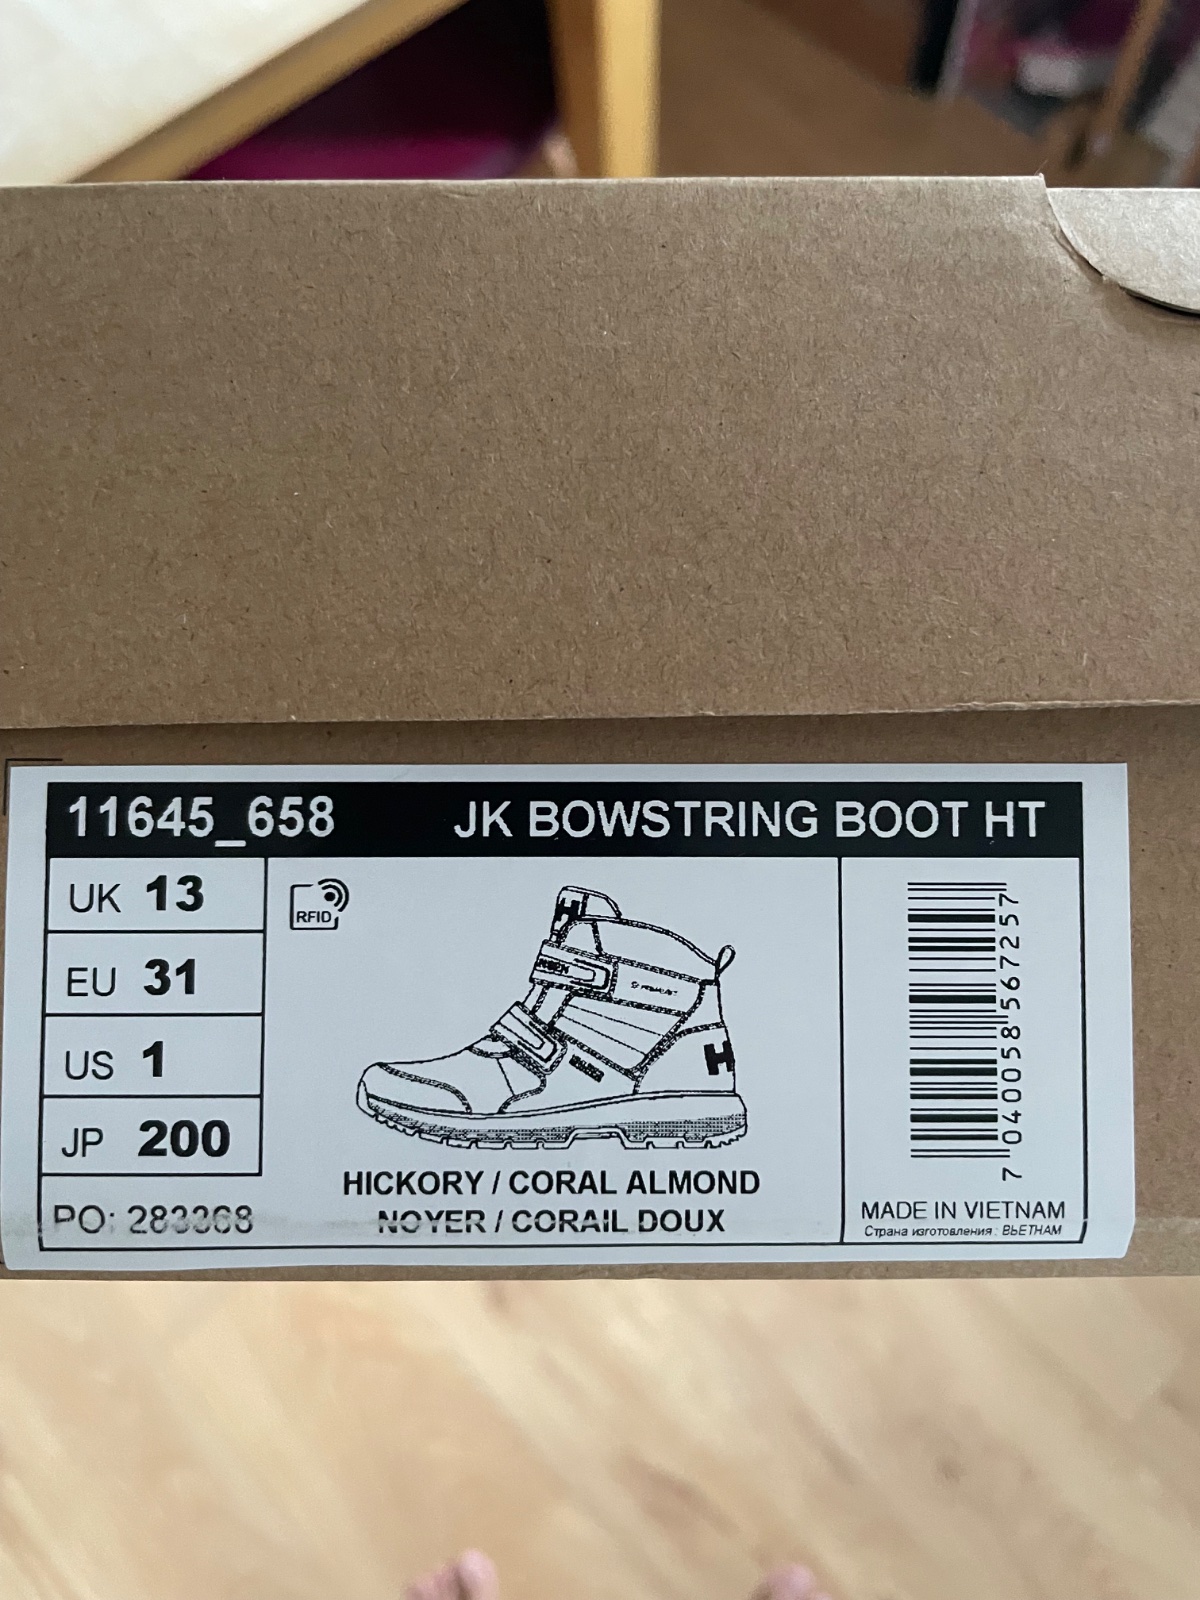 11645_658 JK BOWSTRING BOOT HT
UK 13
EU 31
US 1
JP 200
PO: 283368
RFID
H
H
HICKORY / CORAL ALMOND
NOYER / CORAIL DOUX
7 040058 567257
MADE IN VIETNAM
Страна изготовления: ВЬЕТНАМ